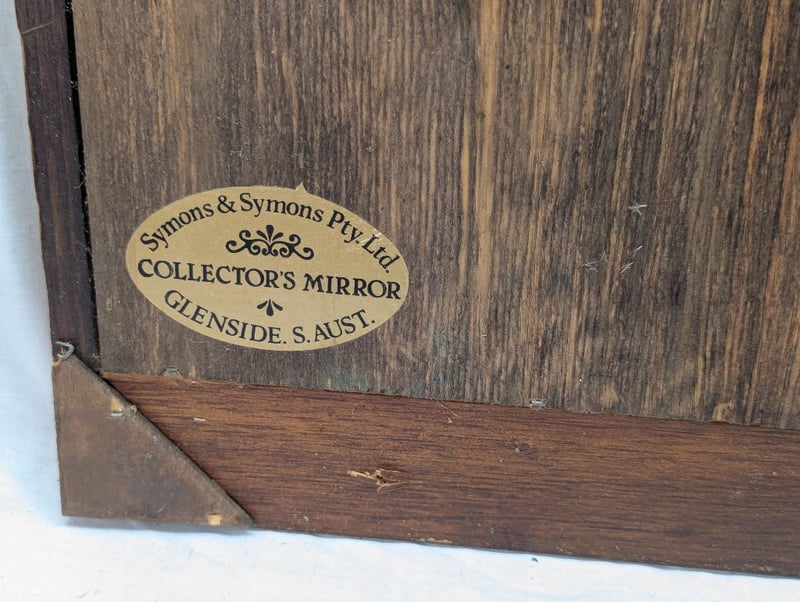 Symons & Symons Pty. Ltd.
COLLECTOR'S MIRROR
GLENSIDE. S. AUST.